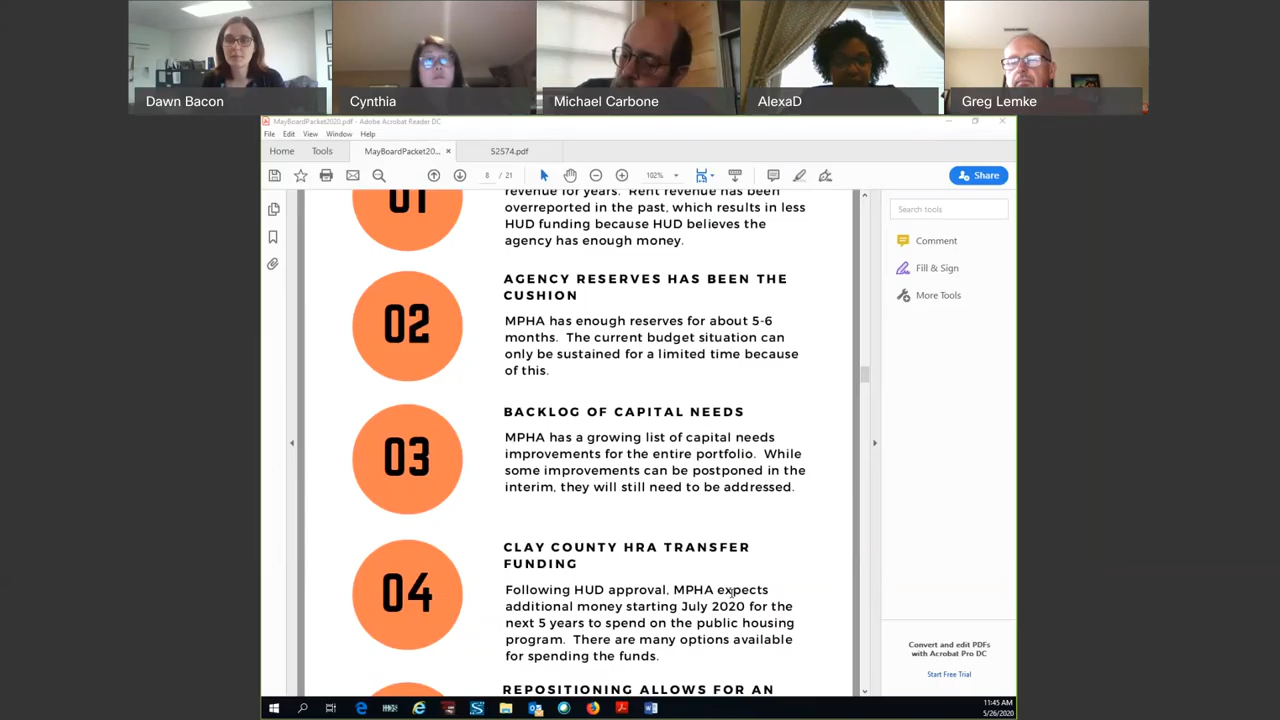 Dawn Bacon
Cynthia
Michael Carbone
AlexaD
Greg Lemke
MayBoardPacket2020.pdf - Adobe Acrobat Reader DC
File Edit View Window Help
Home Tools MayBoardPacket20... × 52574.pdf
8 / 21 102% Share
Search tools
Comment
Fill & Sign
More Tools
Convert and edit PDFs
with Acrobat Pro DC
Start Free Trial
01
revenue for years. Rent revenue has been
overreported in the past, which results in less
HUD funding because HUD believes the
agency has enough money.
02
AGENCY RESERVES HAS BEEN THE
CUSHION
MPHA has enough reserves for about 5-6
months. The current budget situation can
only be sustained for a limited time because
of this.
03
BACKLOG OF CAPITAL NEEDS
MPHA has a growing list of capital needs
improvements for the entire portfolio. While
some improvements can be postponed in the
interim, they will still need to be addressed.
04
CLAY COUNTY HRA TRANSFER
FUNDING
Following HUD approval, MPHA expects
additional money starting July 2020 for the
next 5 years to spend on the public housing
program. There are many options available
for spending the funds.
REPOSITIONING ALLOWS FOR AN
11:45 AM
5/26/2020